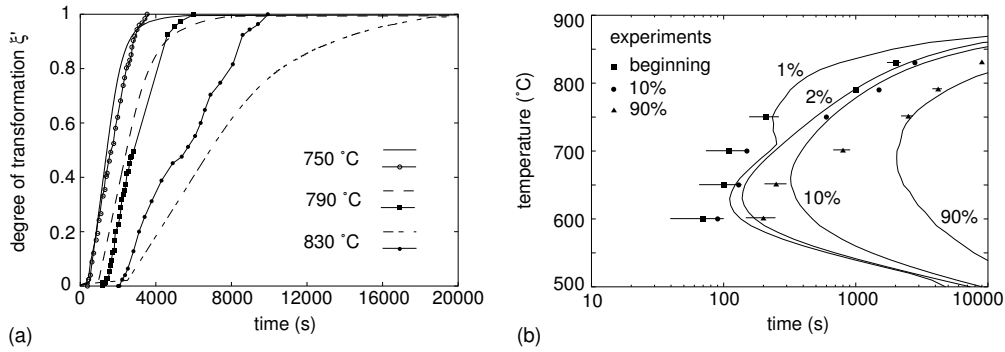 (a)
degree of transformation ξ'
1
0.8
0.6
0.4
0.2
0
0
4000
8000
12000
16000
20000
time (s)
750 °C
790 °C
830 °C
(b)
temperature (°C)
900
800
700
600
500
10
100
1000
10000
time (s)
experiments
beginning
10%
90%
1%
2%
10%
90%